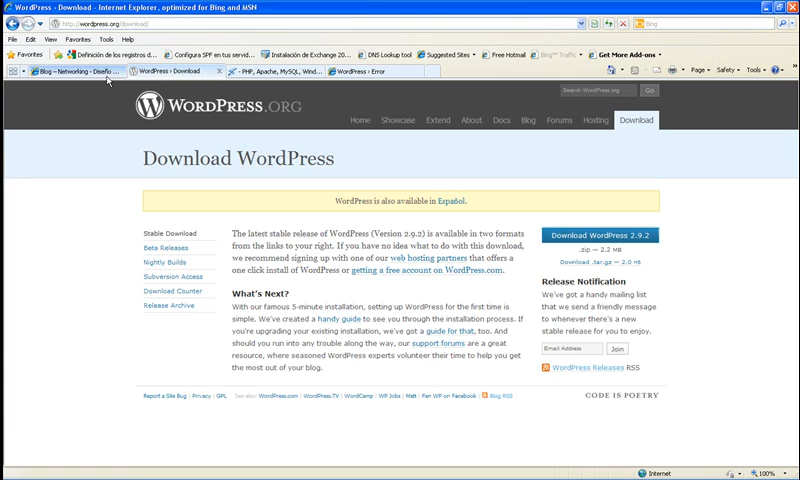 WordPress › Download - Internet Explorer, optimized for Bing and MSN
http://wordpress.org/download/
Bing
File Edit View Favorites Tools Help
Favorites Definición de los registros d... Configura SPF en tus servid... Instalación de Exchange 20... DNS Lookup tool Suggested Sites Free Hotmail Bing™ Traffic Get More Add-ons
Blog – Networking - Diseño ... WordPress › Download - PHP, Apache, MySQL, Wind... WordPress › Error
Page Safety Tools
WORDPRESS.ORG
Search WordPress.org Go
Home Showcase Extend About Docs Blog Forums Hosting Download
Download WordPress
WordPress is also available in Español.
Stable Download
Beta Releases
Nightly Builds
Subversion Access
Download Counter
Release Archive
The latest stable release of WordPress (Version 2.9.2) is available in two formats
from the links to your right. If you have no idea what to do with this download,
we recommend signing up with one of our web hosting partners that offers a
one click install of WordPress or getting a free account on WordPress.com.
What's Next?
With our famous 5-minute installation, setting up WordPress for the first time is
simple. We've created a handy guide to see you through the installation process. If
you're upgrading your existing installation, we've got a guide for that, too. And
should you run into any trouble along the way, our support forums are a great
resource, where seasoned WordPress experts volunteer their time to help you get
the most out of your blog.
Download WordPress 2.9.2
.zip — 2.2 MB
Download .tar.gz — 2.0 MB
Release Notification
We've got a handy mailing list
that we send a friendly message
to whenever there's a new
stable release for you to enjoy.
Email Address Join
WordPress Releases RSS
Report a Site Bug | Privacy | GPL See also: WordPress.com | WordPress.TV | WordCamp | WP Jobs | Matt | Fan WP on Facebook | Blog RSS
CODE IS POETRY
Internet 100%